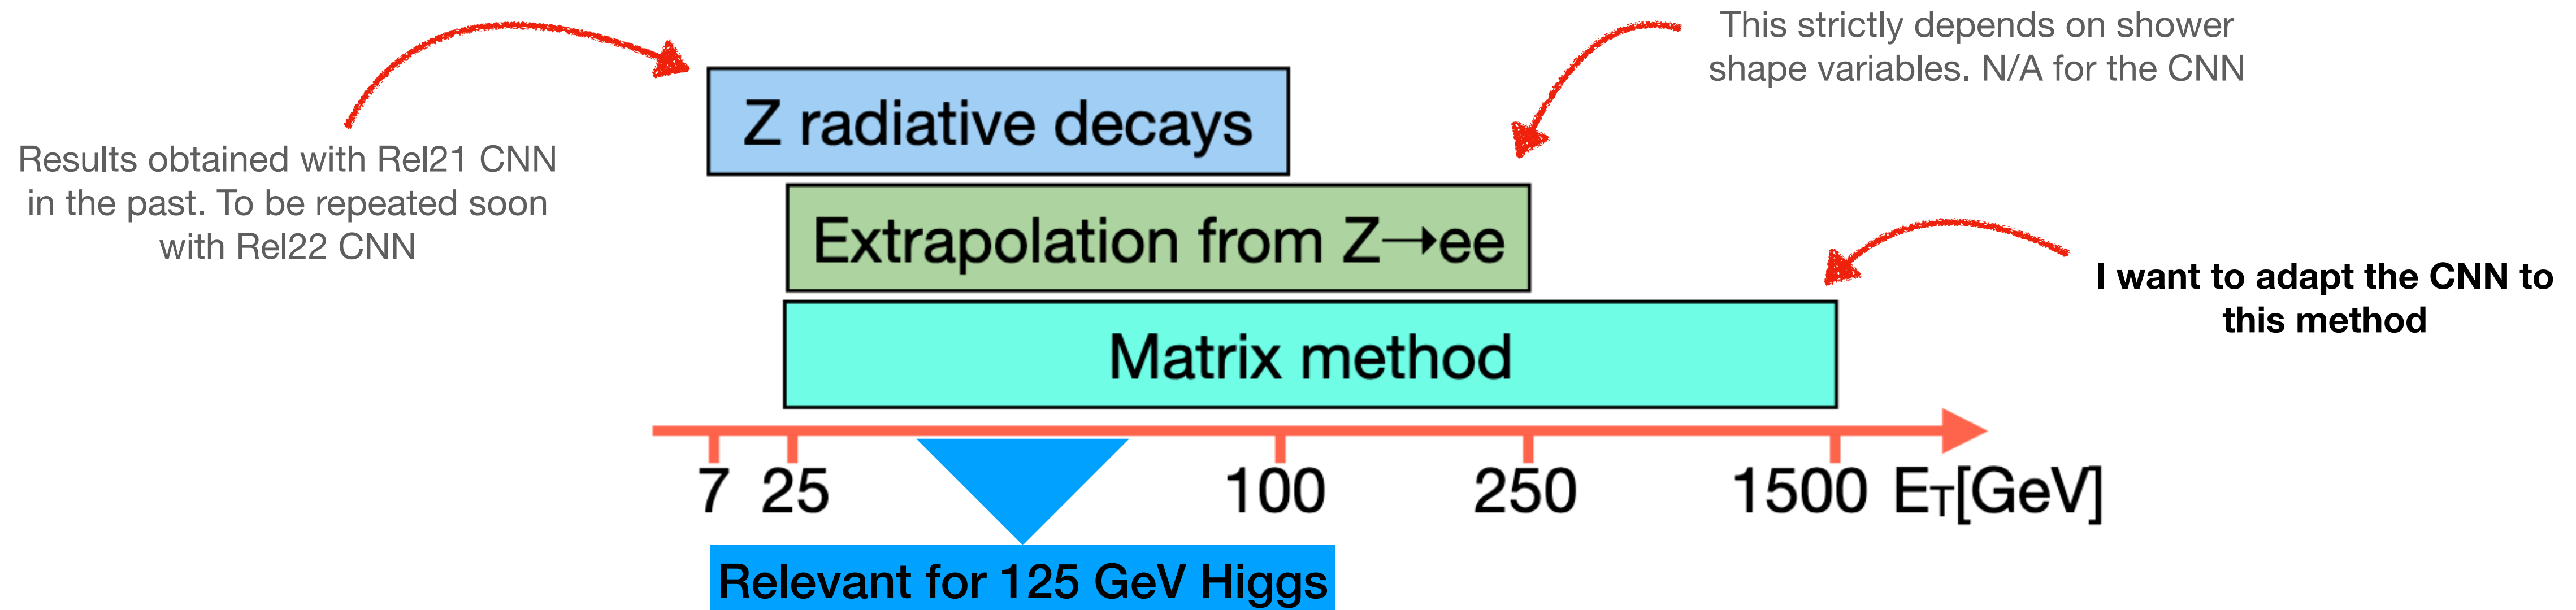 This strictly depends on shower
shape variables. N/A for the CNN
Z radiative decays
Results obtained with Rel21 CNN
in the past. To be repeated soon
with Rel22 CNN
Extrapolation from Z→ee
I want to adapt the CNN to
this method
Matrix method
7 25 100 250 1500 ET[GeV]
Relevant for 125 GeV Higgs